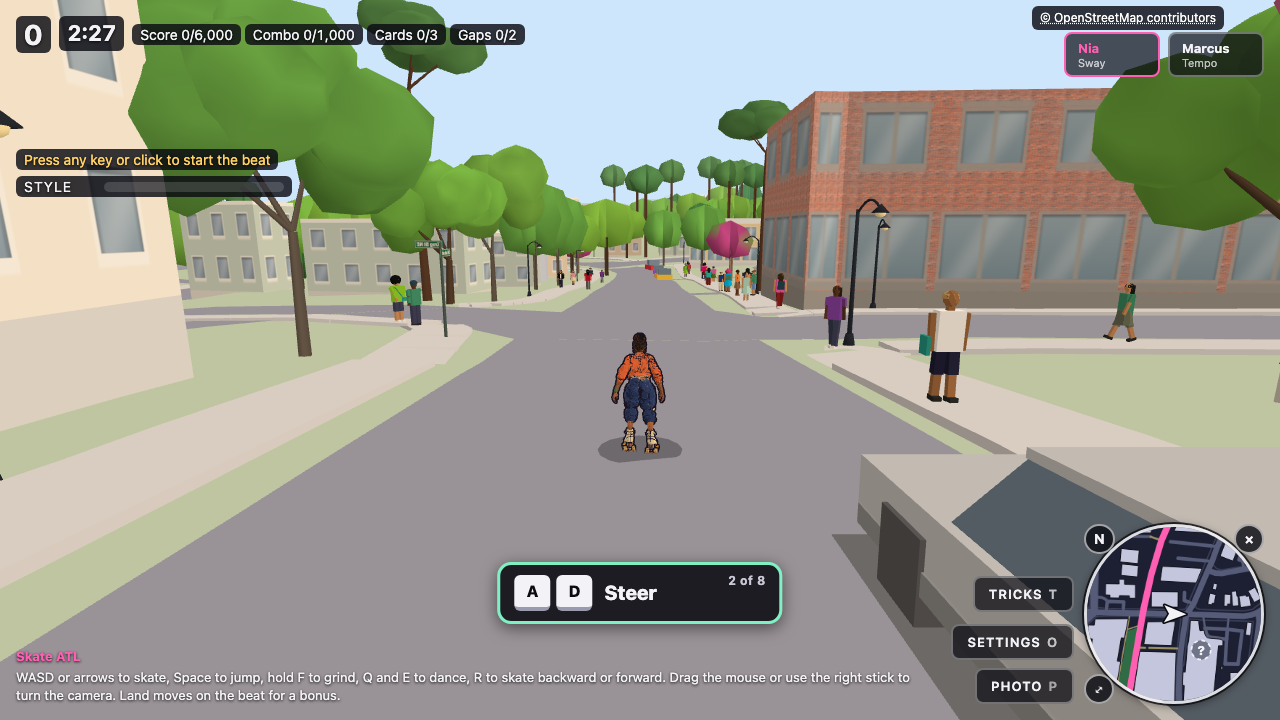 © OpenStreetMap contributors
0
2:27
Score 0/6,000
Combo 0/1,000
Cards 0/3
Gaps 0/2
Nia
Sway
Marcus
Tempo
Press any key or click to start the beat
STYLE
A D Steer
2 of 8
N
×
?
TRICKS T
SETTINGS O
PHOTO P
Skate ATL
WASD or arrows to skate, Space to jump, hold F to grind, Q and E to dance, R to skate backward or forward. Drag the mouse or use the right stick to
turn the camera. Land moves on the beat for a bonus.